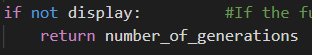 if not display:        #If the fu
    return number_of_generations